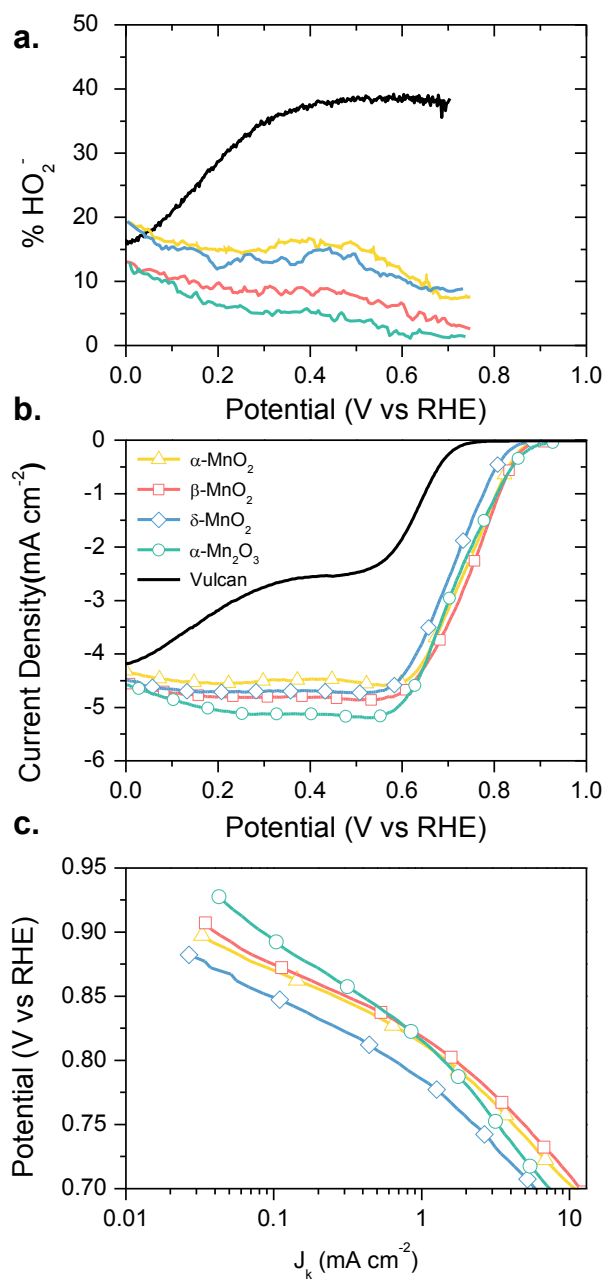 a.
50
40
30
20
10
0
% HO₂⁻
0.0 0.2 0.4 0.6 0.8 1.0
Potential (V vs RHE)
b.
0
-1
-2
-3
-4
-5
-6
Current Density(mA cm⁻²)
α-MnO₂
β-MnO₂
δ-MnO₂
α-Mn₂O₃
Vulcan
0.0 0.2 0.4 0.6 0.8 1.0
Potential (V vs RHE)
c.
0.95
0.90
0.85
0.80
0.75
0.70
Potential (V vs RHE)
0.01 0.1 1 10
Jₖ (mA cm⁻²)